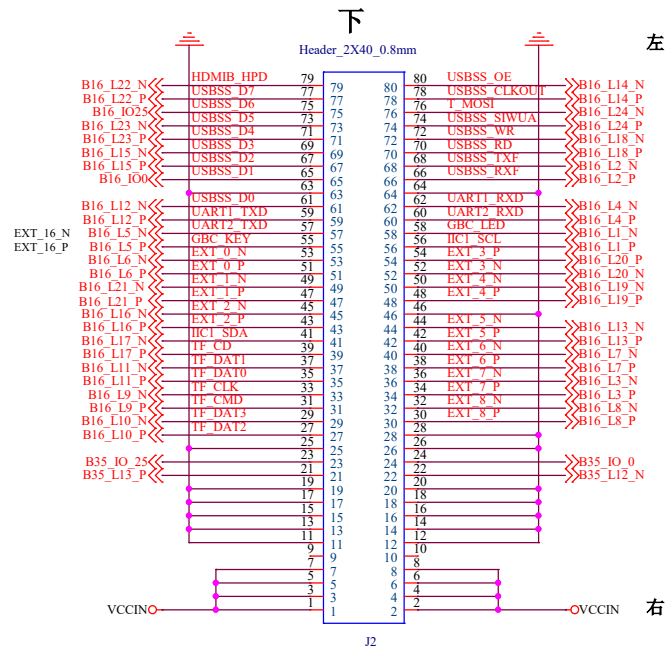 下
左
Header_2X40_0.8mm
B16_L22_N HDMIB_HPD 79 79 80 80 USBSS_OE B16_L14_N
B16_L22_P USBSS_D7 77 77 78 78 USBSS_CLKOUT B16_L14_P
B16_IO25 USBSS_D6 75 75 76 76 T_MOSI B16_L24_N
B16_L23_N USBSS_D5 73 73 74 74 USBSS_SIWUA B16_L24_P
B16_L23_P USBSS_D4 71 71 72 72 USBSS_WR B16_L18_N
B16_L15_N USBSS_D3 69 69 70 70 USBSS_RD B16_L18_P
B16_L15_P USBSS_D2 67 67 68 68 USBSS_TXF B16_L2_N
B16_IO0 USBSS_D1 65 65 66 66 USBSS_RXF B16_L2_P
63 63 64 64
B16_L12_N USBSS_D0 61 61 62 62 UART1_RXD B16_L4_N
B16_L12_P UART1_TXD 59 59 60 60 UART2_RXD B16_L4_P
EXT_16_N B16_L5_N UART2_TXD 57 57 58 58 GBC_LED B16_L1_N
EXT_16_P B16_L5_P GBC_KEY 55 55 56 56 IIC1_SCL B16_L1_P
B16_L6_N EXT_0_N 53 53 54 54 EXT_3_P B16_L20_P
B16_L6_P EXT_0_P 51 51 52 52 EXT_3_N B16_L20_N
B16_L21_N EXT_1_N 49 49 50 50 EXT_4_N B16_L19_N
B16_L21_P EXT_1_P 47 47 48 48 EXT_4_P B16_L19_P
B16_L16_N EXT_2_N 45 45 46 46
B16_L16_P EXT_2_P 43 43 44 44 EXT_5_N B16_L13_N
B16_L17_N IIC1_SDA 41 41 42 42 EXT_5_P B16_L13_P
B16_L17_P TF_CD 39 39 40 40 EXT_6_N B16_L7_N
B16_L11_N TF_DAT1 37 37 38 38 EXT_6_P B16_L7_P
B16_L11_P TF_DAT0 35 35 36 36 EXT_7_N B16_L3_N
B16_L9_N TF_CLK 33 33 34 34 EXT_7_P B16_L3_P
B16_L9_P TF_CMD 31 31 32 32 EXT_8_N B16_L8_N
B16_L10_N TF_DAT3 29 29 30 30 EXT_8_P B16_L8_P
B16_L10_P TF_DAT2 27 27 28 28
25 25 26 26
B35_IO_25 23 23 24 24 B35_IO_0
B35_L13_P 21 21 22 22 B35_L12_N
19 19 20 20
17 17 18 18
15 15 16 16
13 13 14 14
11 11 12 12
9 9 10 10
7 7 8 8
5 5 6 6
3 3 4 4
VCCIN 1 1 2 2 VCCIN
右
J2